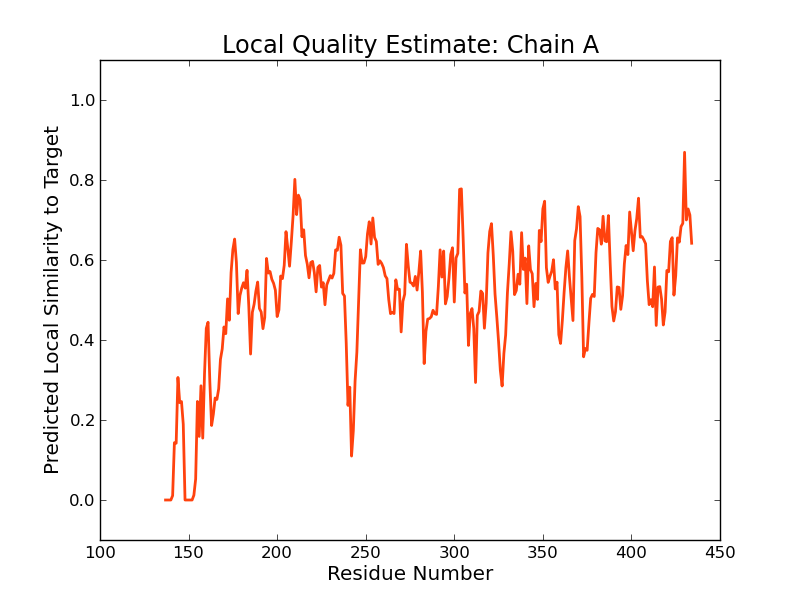 Local Quality Estimate: Chain A
Predicted Local Similarity to Target
1.0
0.8
0.6
0.4
0.2
0.0
100 150 200 250 300 350 400 450
Residue Number